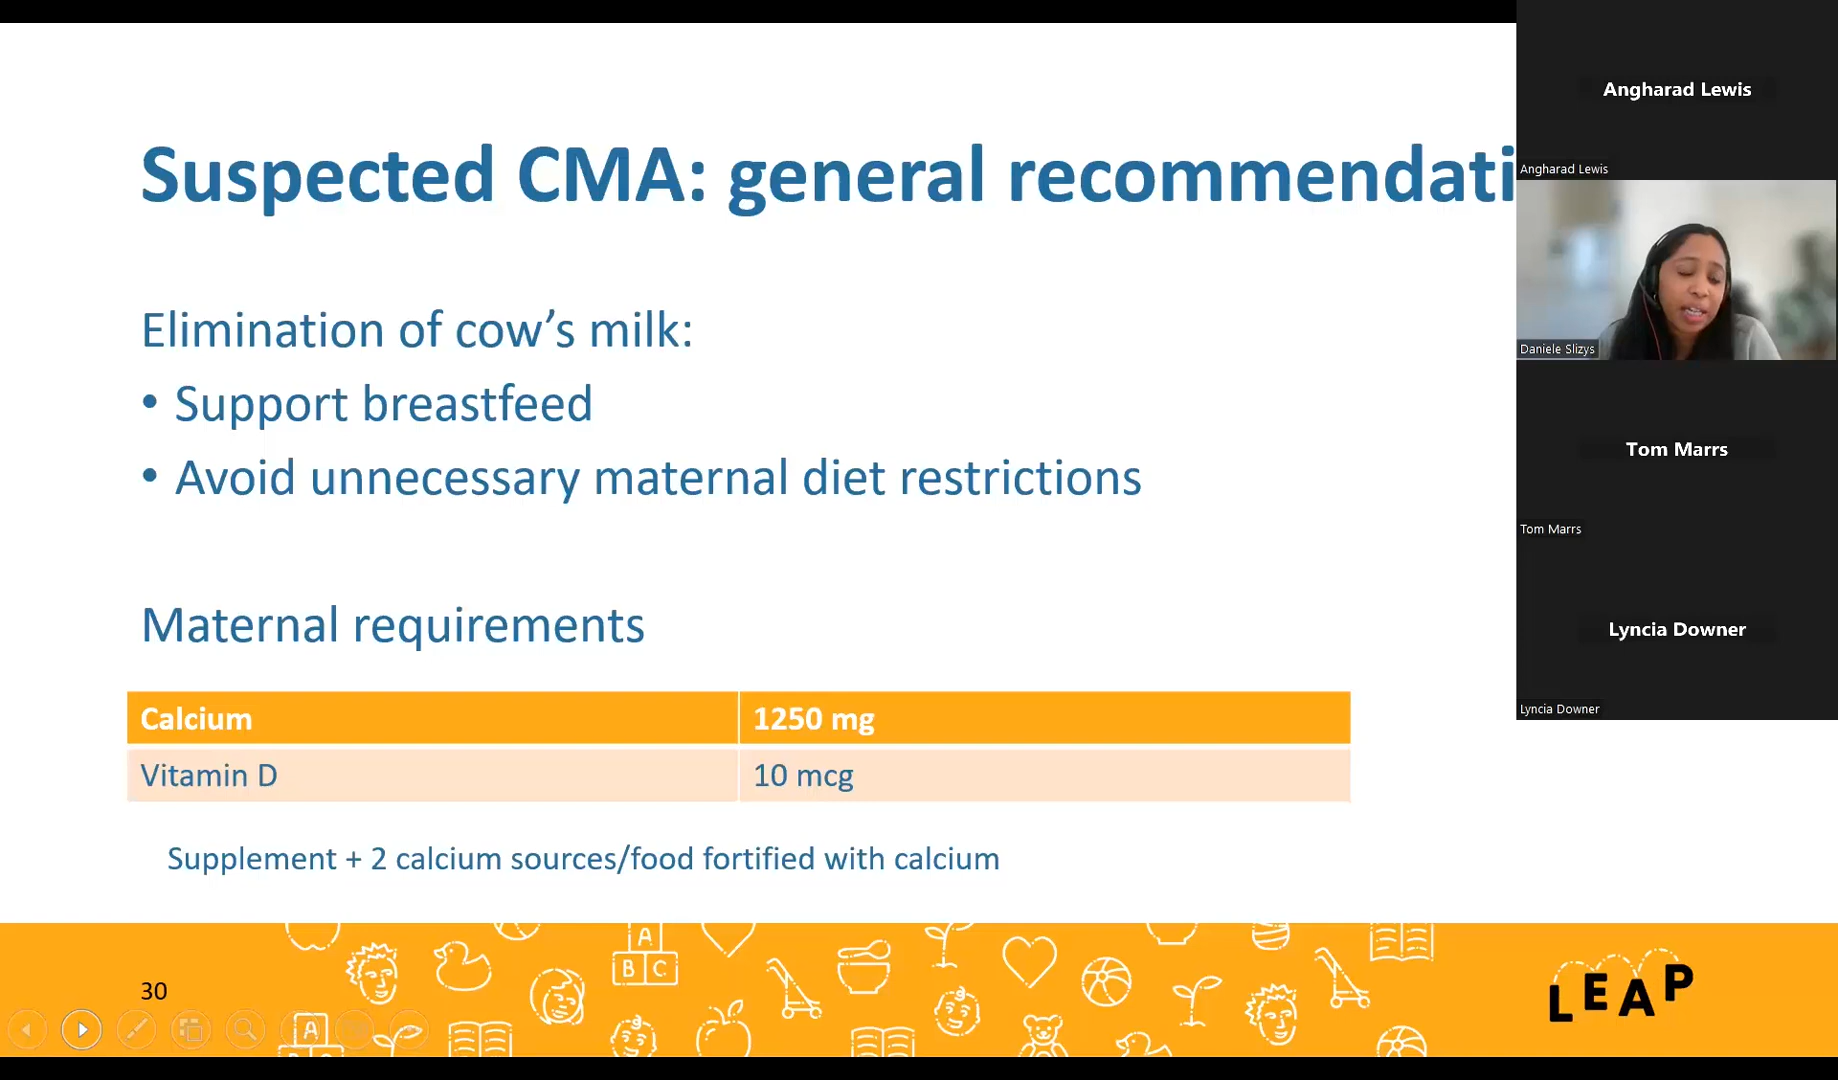 Suspected CMA: general recommendati
Elimination of cow’s milk:
• Support breastfeed
• Avoid unnecessary maternal diet restrictions
Maternal requirements
Calcium 1250 mg
Vitamin D 10 mcg
Supplement + 2 calcium sources/food fortified with calcium
30
A
B C
A
LEAP
Angharad Lewis
Angharad Lewis
Daniele Slizys
Tom Marrs
Tom Marrs
Lyncia Downer
Lyncia Downer